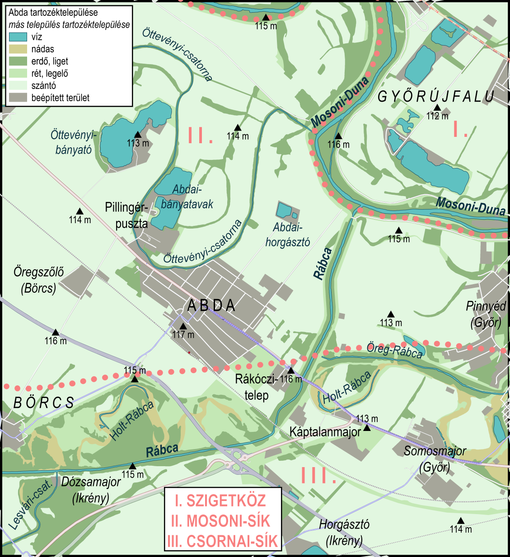 Abda tartozéktelepülése
más település tartozéktelepülése
víz
nádas
erdő, liget
rét, legelő
szántó
beépített terület
115 m
Öttevényi-csatorna
Mosoni-Duna
GYŐRÚJFALU
112 m
I.
Öttevényi-
bányató
113 m
II.
114 m
116 m
Abdai-
bányatavak
Pillingér-
puszta
114 m
Abdai-
horgásztó
Mosoni-Duna
Öttevényi-csatorna
115 m
Rábca
Öregszőlő
(Börcs)
ABDA
Pinnyéd
(Győr)
117 m
113 m
116 m
Öreg-Rábca
115 m
116 m
Rákóczi-
telep
Holt-Rábca
BÖRCS
Holt-Rábca
113 m
Káptalanmajor
Rábca
Somosmajor
(Győr)
115 m
Dózsamajor
(Ikrény)
III.
Lesvári-csat.
I. SZIGETKÖZ
II. MOSONI-SÍK
III. CSORNAI-SÍK
Horgásztó
(Ikrény)
114 m